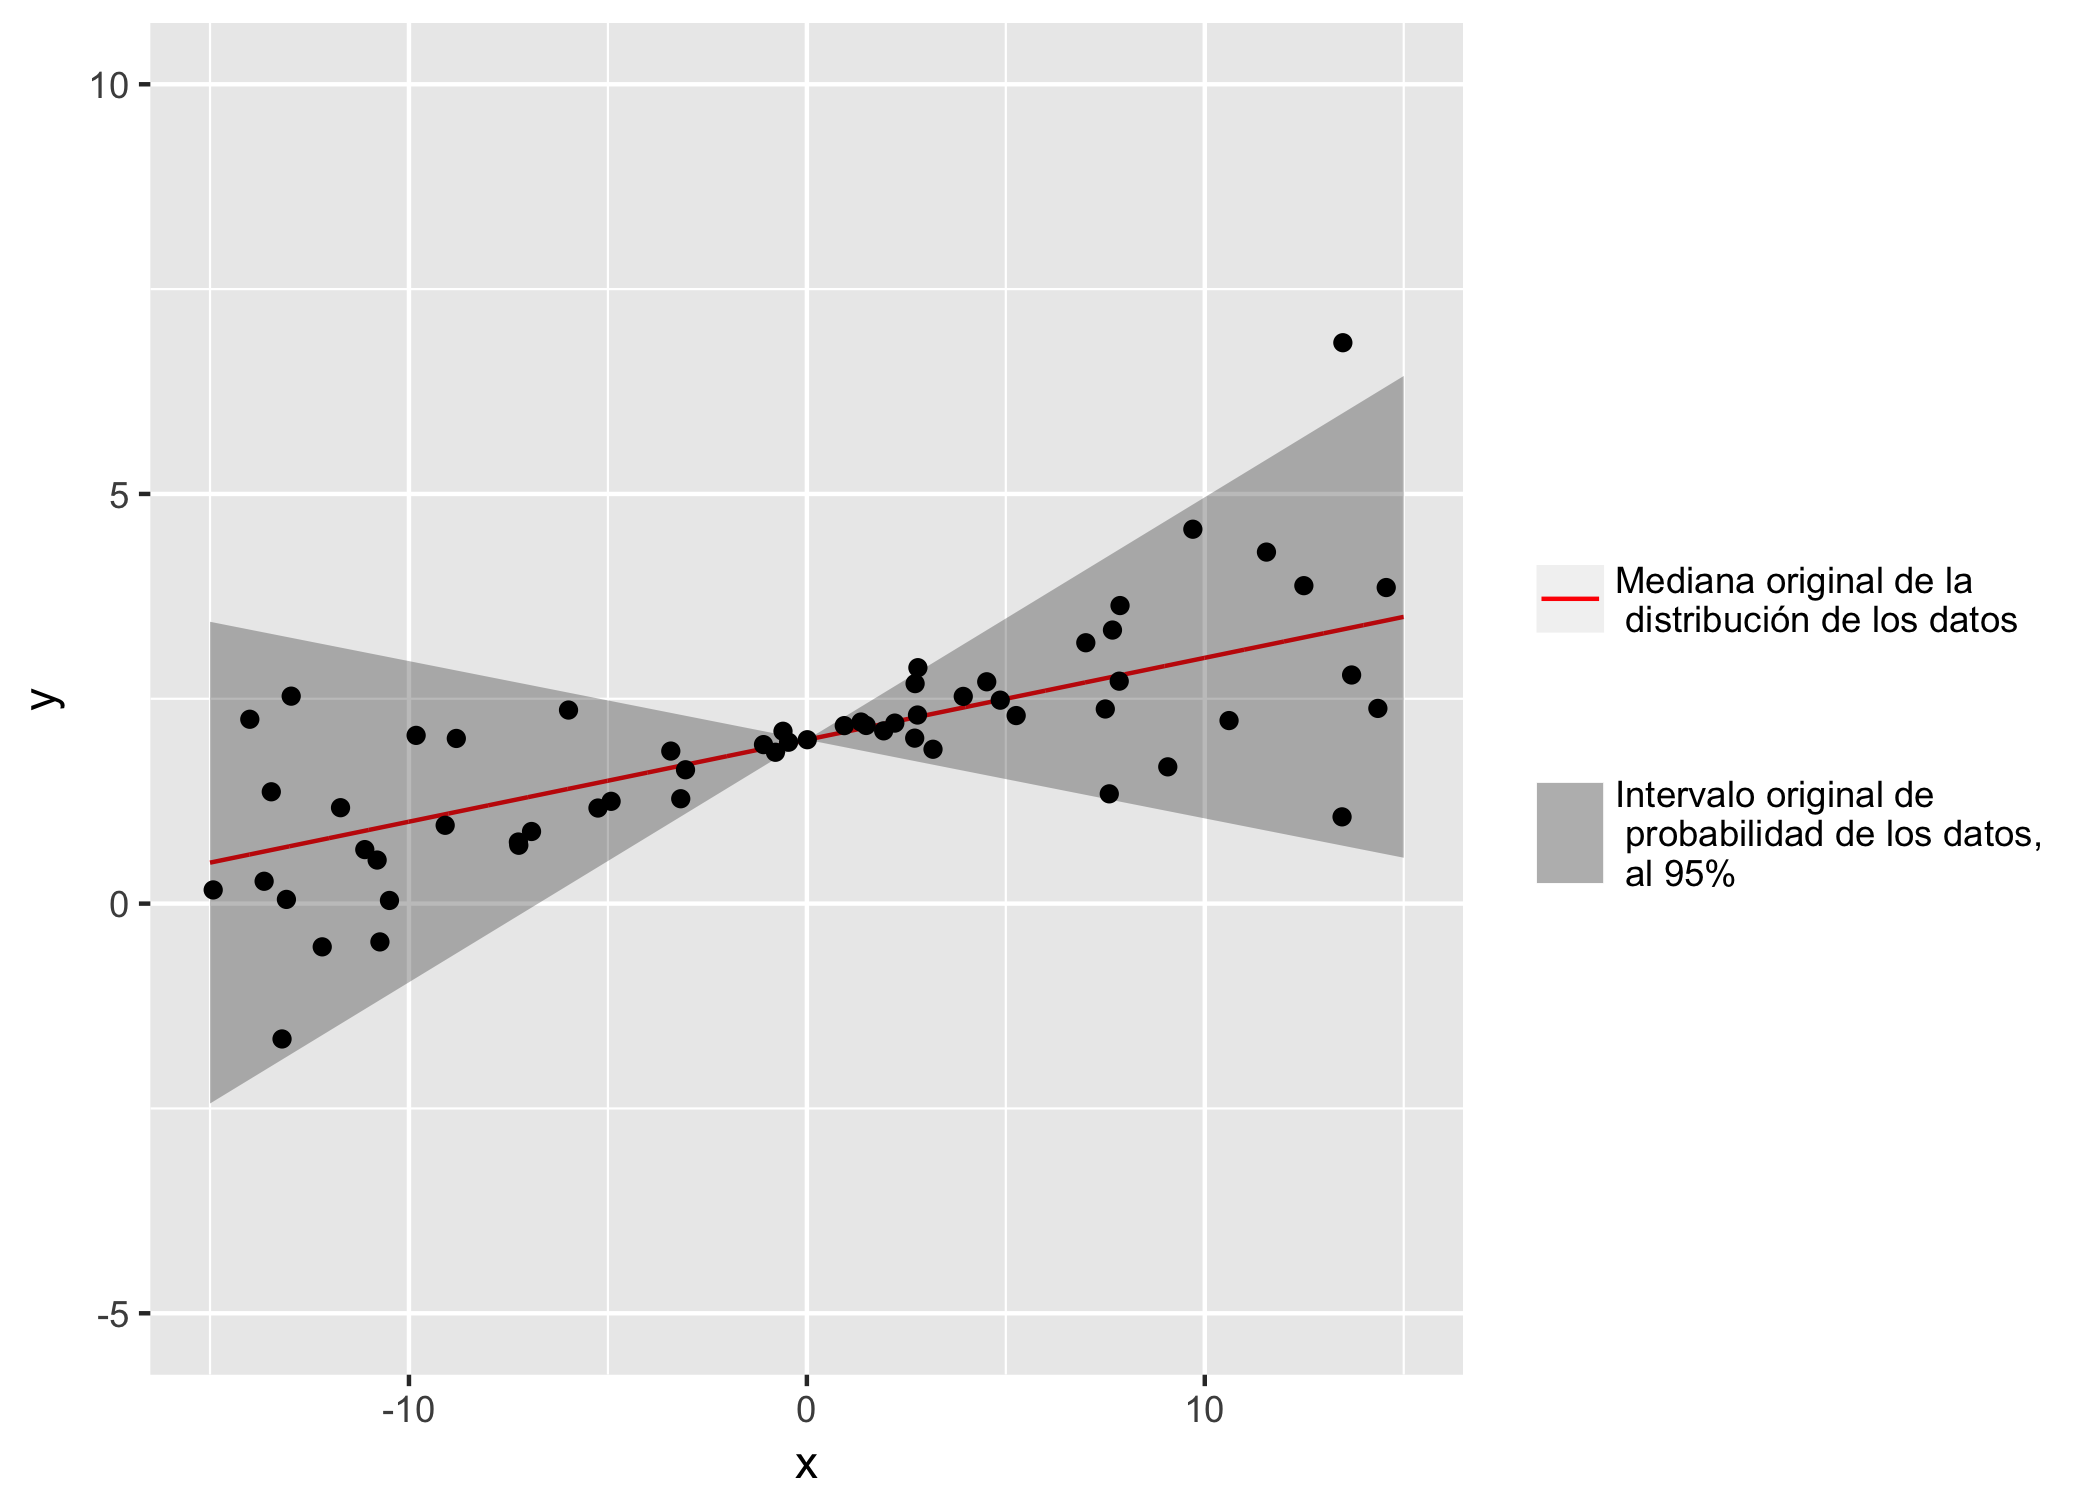 10
5
0
-5
y
-10
0
10
x
Mediana original de la
distribución de los datos
Intervalo original de
probabilidad de los datos,
al 95%